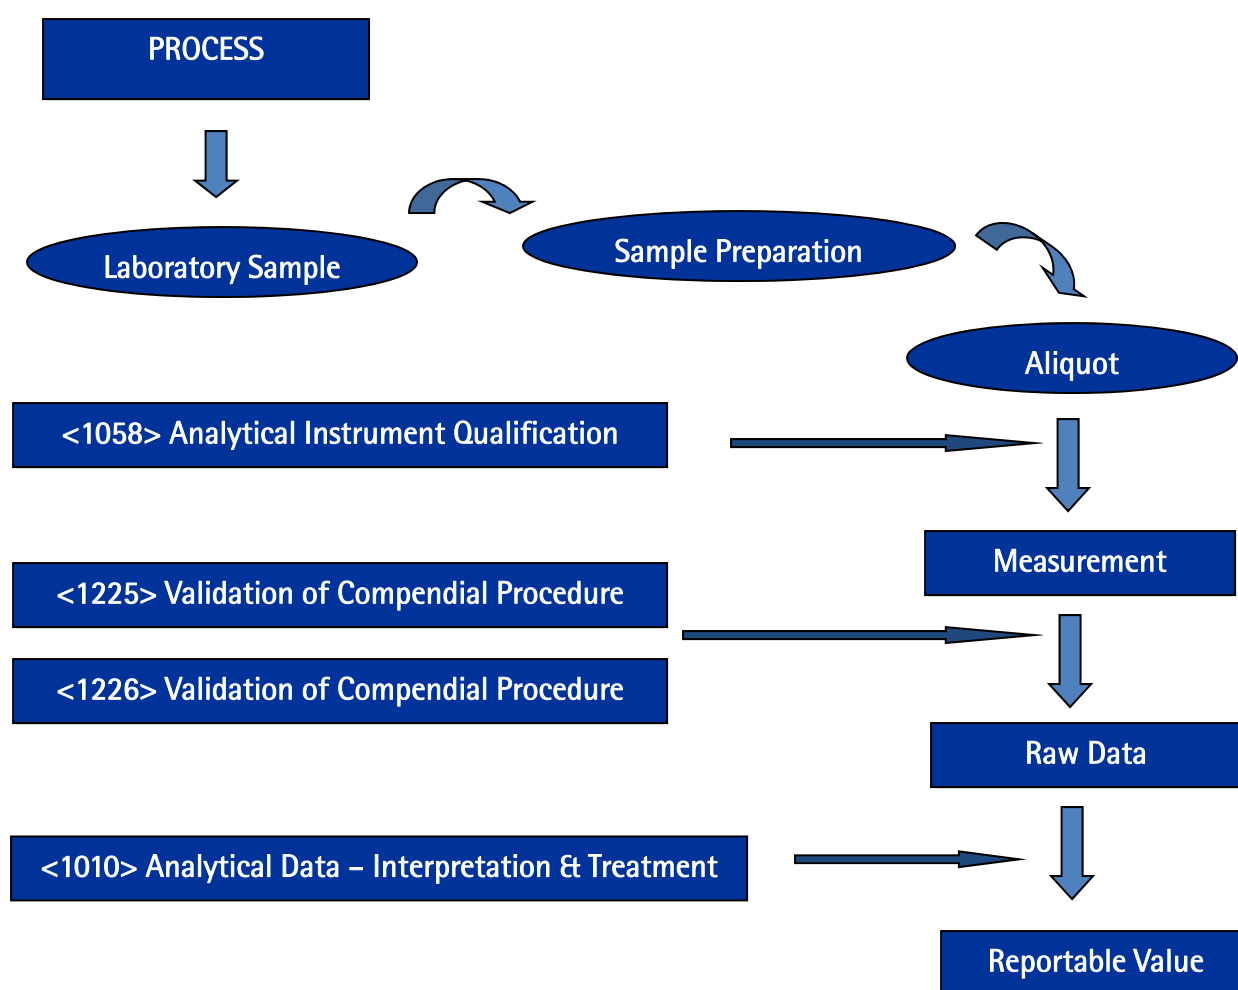 PROCESS
Laboratory Sample
Sample Preparation
Aliquot
<1058> Analytical Instrument Qualification
Measurement
<1225> Validation of Compendial Procedure
<1226> Validation of Compendial Procedure
Raw Data
<1010> Analytical Data – Interpretation & Treatment
Reportable Value